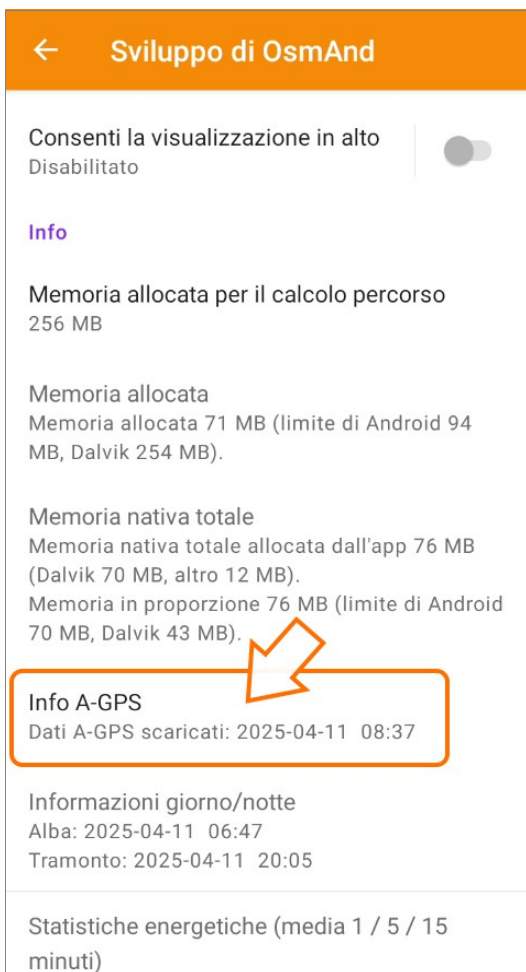 Sviluppo di OsmAnd
Consenti la visualizzazione in alto
Disabilitato
Info
Memoria allocata per il calcolo percorso
256 MB
Memoria allocata
Memoria allocata 71 MB (limite di Android 94
MB, Dalvik 254 MB).
Memoria nativa totale
Memoria nativa totale allocata dall'app 76 MB
(Dalvik 70 MB, altro 12 MB).
Memoria in proporzione 76 MB (limite di Android
70 MB, Dalvik 43 MB).
Info A-GPS
Dati A-GPS scaricati: 2025-04-11 08:37
Informazioni giorno/notte
Alba: 2025-04-11 06:47
Tramonto: 2025-04-11 20:05
Statistiche energetiche (media 1 / 5 / 15
minuti)